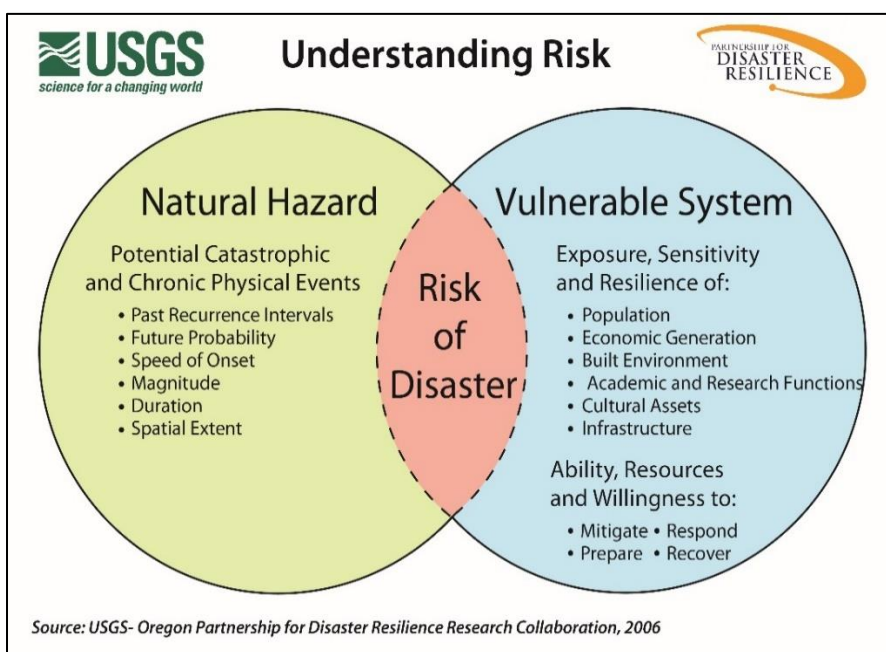 USGS
science for a changing world
Understanding Risk
PARTNERSHIP FOR
DISASTER
RESILIENCE
Natural Hazard
Potential Catastrophic
and Chronic Physical Events
• Past Recurrence Intervals
• Future Probability
• Speed of Onset
• Magnitude
• Duration
• Spatial Extent
Risk
of
Disaster
Vulnerable System
Exposure, Sensitivity
and Resilience of:
• Population
• Economic Generation
• Built Environment
• Academic and Research Functions
• Cultural Assets
• Infrastructure
Ability, Resources
and Willingness to:
• Mitigate • Respond
• Prepare • Recover
Source: USGS- Oregon Partnership for Disaster Resilience Research Collaboration, 2006